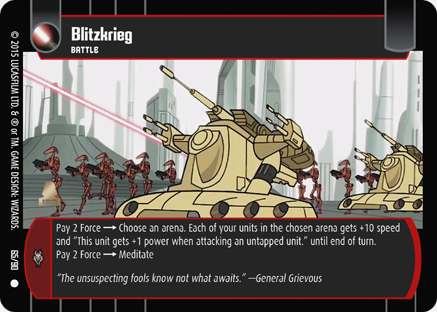 Blitzkrieg
BATTLE
Pay 2 Force → Choose an arena. Each of your units in the chosen arena gets +10 speed
and "This unit gets +1 power when attacking an untapped unit." until end of turn.
Pay 2 Force → Meditate
"The unsuspecting fools know not what awaits." —General Grievous
© 2015 LUCASFILM LTD. & ® or TM. GAME DESIGN: WIZARDS.